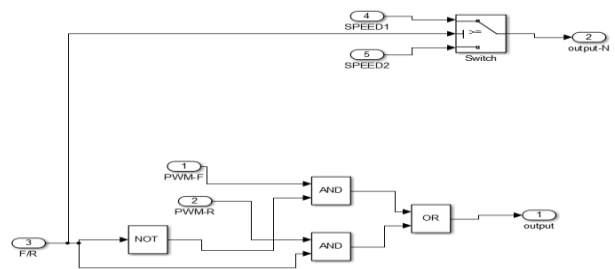 4
SPEED1
>=
5
SPEED2
Switch
2
output-N
1
PWM-F
2
PWM-R
AND
OR
1
output
3
F/R
NOT
AND